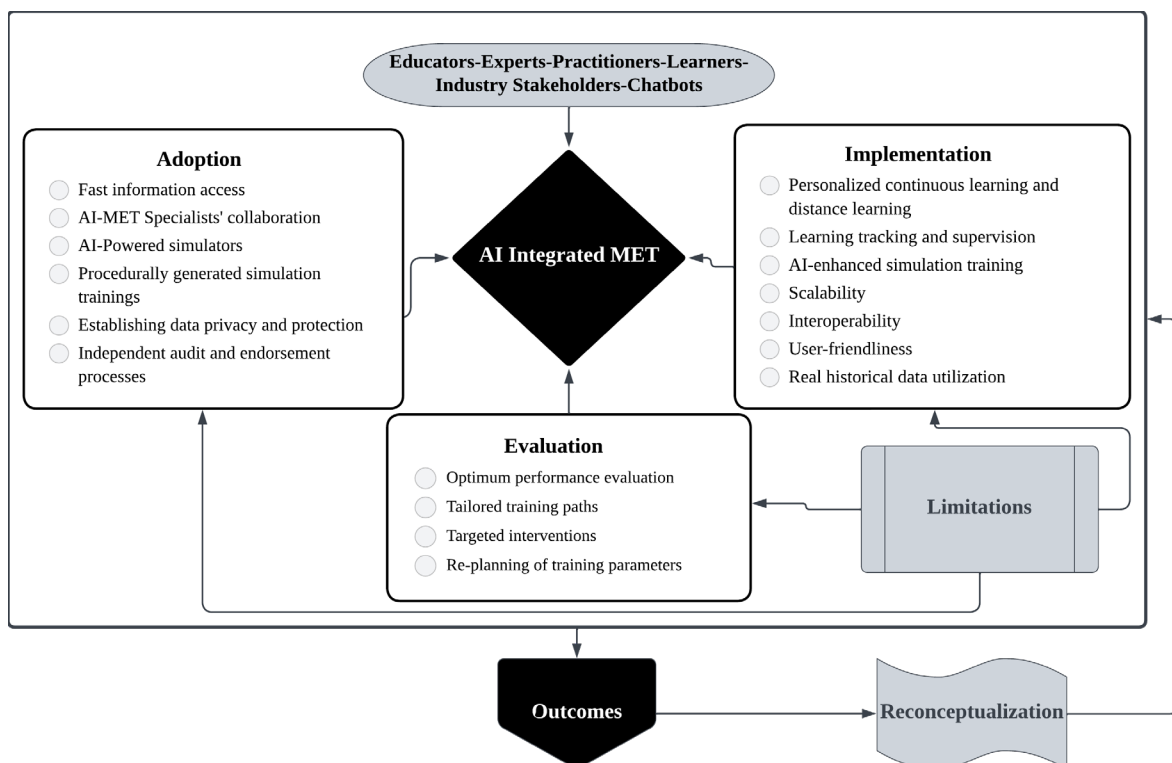 Educators-Experts-Practitioners-Learners-
Industry Stakeholders-Chatbots
Adoption
Fast information access
AI-MET Specialists' collaboration
AI-Powered simulators
Procedurally generated simulation
trainings
Establishing data privacy and protection
Independent audit and endorsement
processes
AI Integrated MET
Implementation
Personalized continuous learning and
distance learning
Learning tracking and supervision
AI-enhanced simulation training
Scalability
Interoperability
User-friendliness
Real historical data utilization
Evaluation
Optimum performance evaluation
Tailored training paths
Targeted interventions
Re-planning of training parameters
Limitations
Outcomes
Reconceptualization